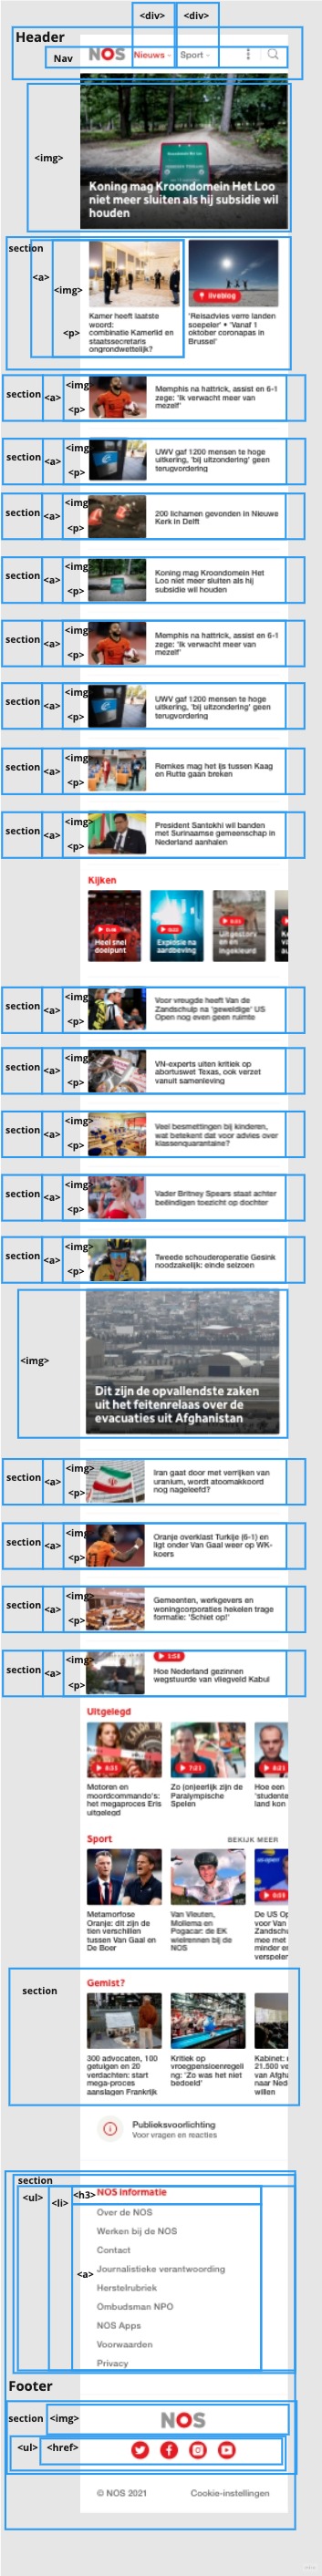 <div> <div>
Header
Nav
NOS Nieuws Sport
<img>
Koning mag Kroondomein Het Loo
niet meer sluiten als hij subsidie wil
houden
section
<a>
<img>
<p>
Kamer heeft laatste
woord:
combinatie Kamerlid en
staatssecretaris
ongrondwettelijk?
liveblog
'Reisadvies verre landen
soepeler' • 'Vanaf 1
oktober coronapas in
Brussel'
section <a> <img> <p>
Memphis na hattrick, assist en 6-1
zege: 'Ik verwacht meer van
mezelf'
section <a> <img> <p>
UWV gaf 1200 mensen te hoge
uitkering, 'bij uitzondering' geen
terugvordering
section <a> <img> <p>
200 lichamen gevonden in Nieuwe
Kerk in Delft
section <a> <img> <p>
Koning mag Kroondomein Het
Loo niet meer sluiten als hij
subsidie wil houden
section <a> <img> <p>
Memphis na hattrick, assist en 6-1
zege: 'Ik verwacht meer van
mezelf'
section <a> <img> <p>
UWV gaf 1200 mensen te hoge
uitkering, 'bij uitzondering' geen
terugvordering
section <a> <img> <p>
Remkes mag het ijs tussen Kaag
en Rutte gaan breken
section <a> <img> <p>
President Santokhi wil banden
met Surinaamse gemeenschap in
Nederland aanhalen
Kijken
Heel snel
doelpunt
Explosie na
aardbeving
section <a> <img> <p>
Voor vreugde heeft Van de
Zandschulp na 'geweldige' US
Open nog even geen ruimte
section <a> <img> <p>
VN-experts uiten kritiek op
abortuswet Texas, ook verzet
vanuit samenleving
section <a> <img> <p>
Veel besmettingen bij kinderen,
wat betekent dat voor advies over
klassenquarantaine?
section <a> <img> <p>
Vader Britney Spears staat achter
beëindigen toezicht op dochter
section <a> <img> <p>
Tweede schouderoperatie Gesink
noodzakelijk: einde seizoen
<img>
Dit zijn de opvallendste zaken
uit het feitenrelaas over de
evacuaties uit Afghanistan
section <a> <img> <p>
Iran gaat door met verrijken van
uranium, wordt atoomakkoord
nog nageleefd?
section <a> <img> <p>
Oranje overklast Turkije (6-1) en
ligt onder Van Gaal weer op WK-
koers
section <a> <img> <p>
Gemeenten, werkgevers en
woningcorporaties hekelen trage
formatie: 'Schiet op!'
section <a> <img> <p>
Hoe Nederland gezinnen
wegstuurde van vliegveld Kabul
Uitgelegd
Motoren en
moordcommando's:
het megaproces Eris
uitgelegd
Zo (on)eerlijk zijn de
Paralympische
Spelen
Hoe een
'studente
land kon
Sport BEKIJK MEER
Metamorfose
Oranje: dit zijn de
tien verschillen
tussen Van Gaal en
De Boer
Van Vleuten,
Mollema en
Pogacar: de EK
wielrennen bij de
NOS
De US Op
voor Van
Zandschu
mee met
minder e
verspeler
section
Gemist?
300 advocaten, 100
getuigen en 20
verdachten: start
mega-proces
aanslagen Frankrijk
Kritiek op
vroegpensioenregeli
ng: 'Zo was het niet
bedoeld'
Kabinet:
21.500 ve
van Afgha
naar Ned
willen
Publieksvoorlichting
Voor vragen en reacties
section
<ul> <li> <h3> NOS informatie
Over de NOS
Werken bij de NOS
Contact
<a> Journalistieke verantwoording
Herstelrubriek
Ombudsman NPO
NOS Apps
Voorwaarden
Privacy
Footer
section <img> NOS
<ul> <href>
© NOS 2021 Cookie-instellingen